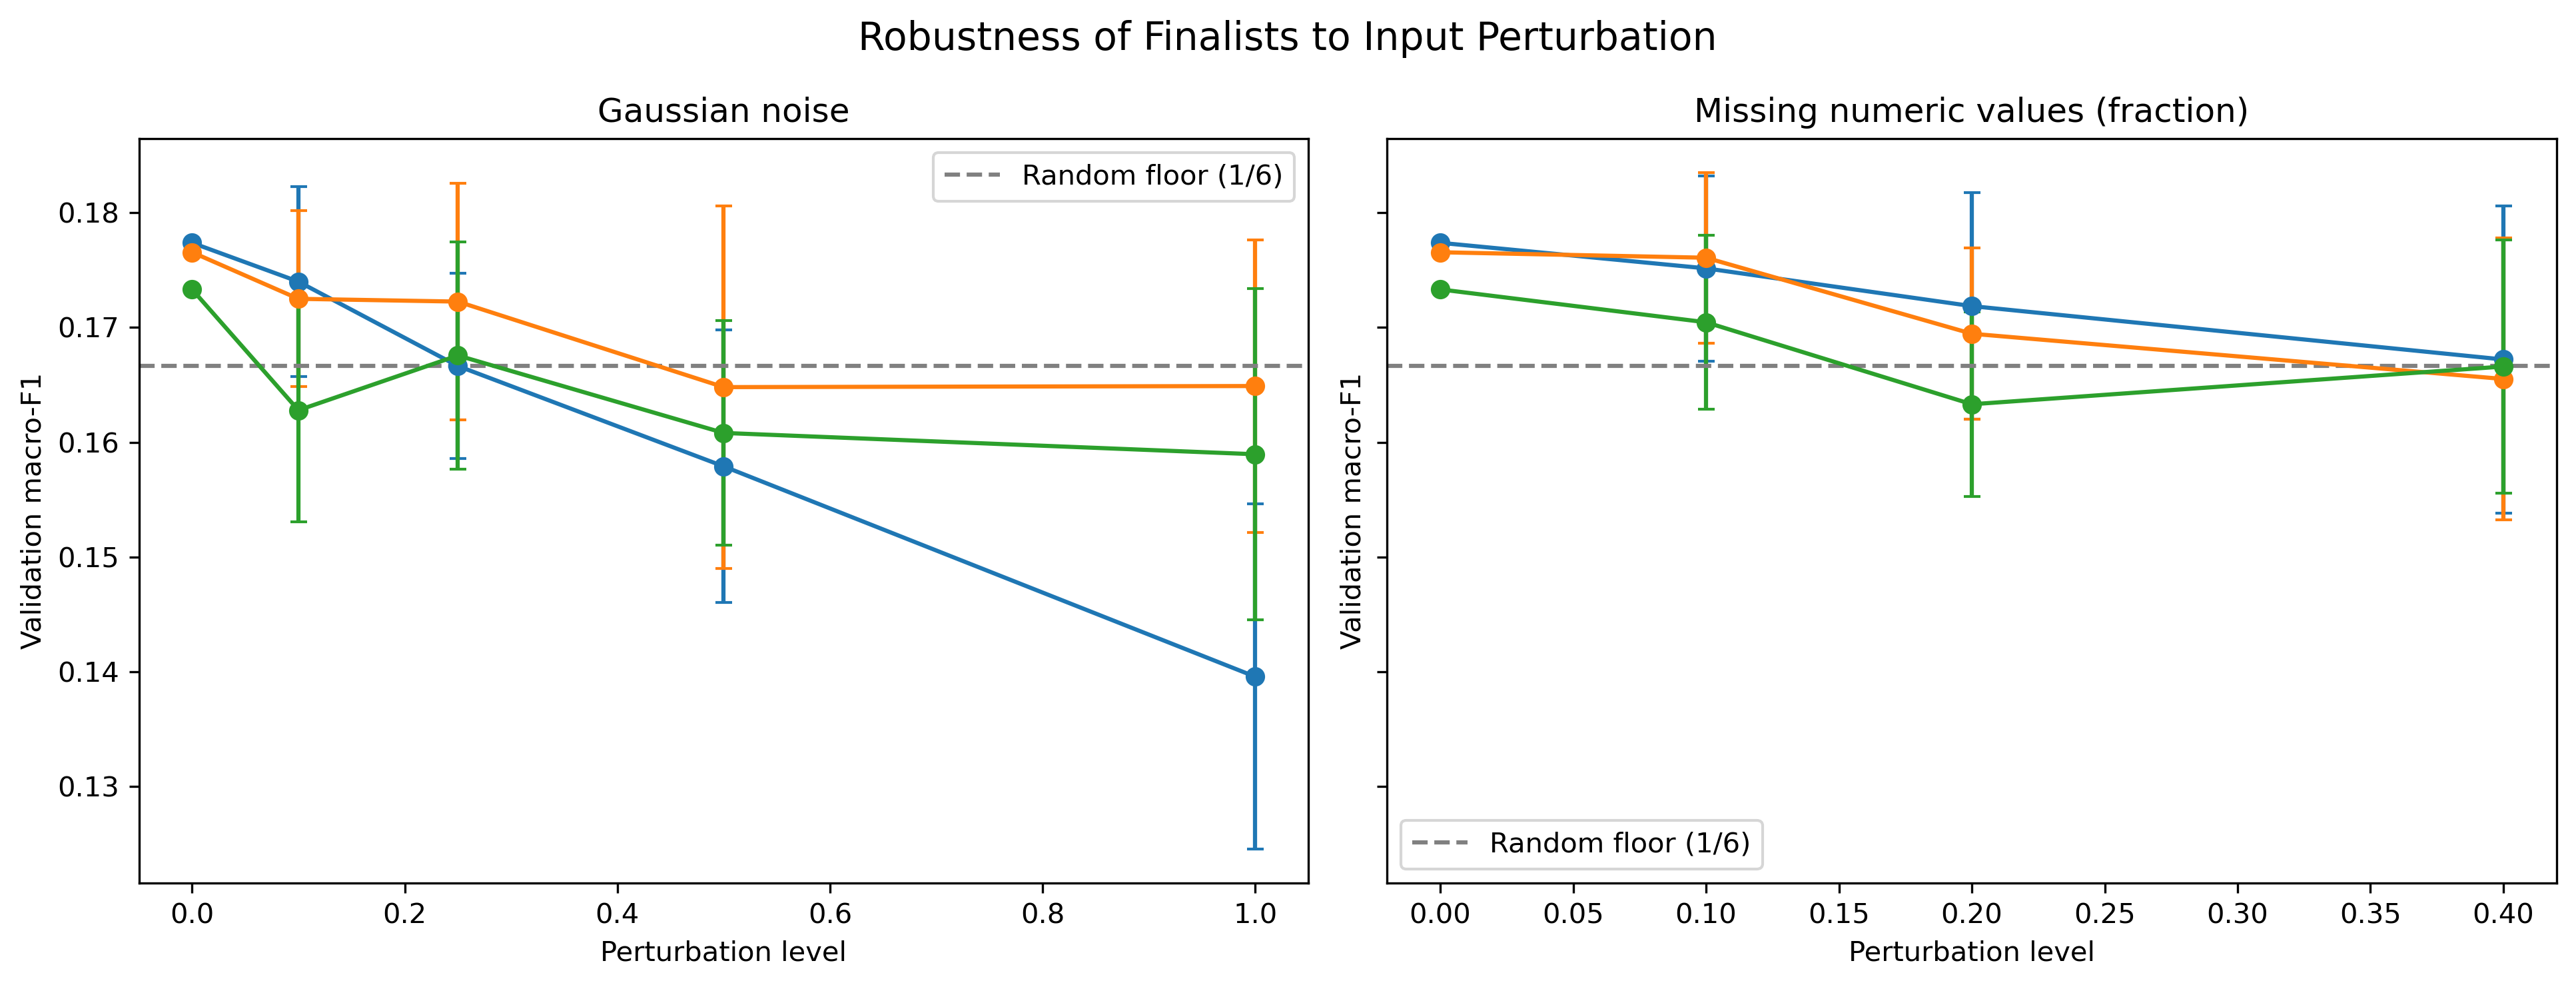 Robustness of Finalists to Input Perturbation
Gaussian noise
Random floor (1/6)
Validation macro-F1
0.18
0.17
0.16
0.15
0.14
0.13
0.0 0.2 0.4 0.6 0.8 1.0
Perturbation level
Missing numeric values (fraction)
Validation macro-F1
Random floor (1/6)
0.00 0.05 0.10 0.15 0.20 0.25 0.30 0.35 0.40
Perturbation level